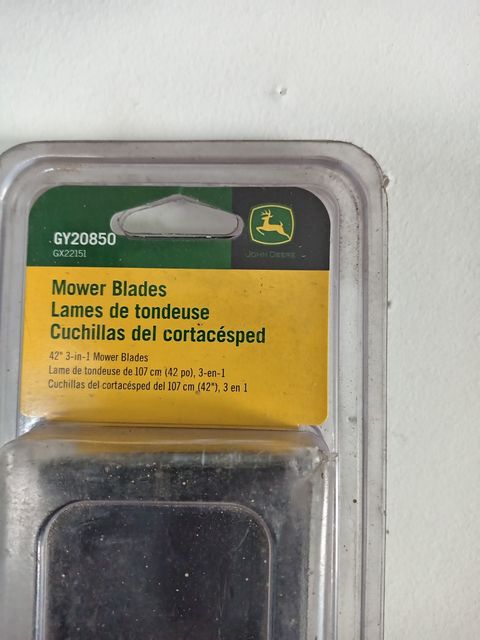 GY20850
GX22151
JOHN DEERE
Mower Blades
Lames de tondeuse
Cuchillas del cortacésped
42" 3-in-1 Mower Blades
Lame de tondeuse de 107 cm (42 po), 3-en-1
Cuchillas del cortacésped del 107 cm (42"), 3 en 1